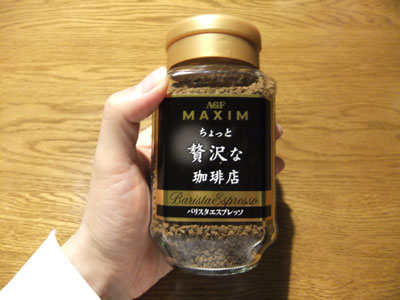 AGF
MAXIM
ちょっと
贅沢な
珈琲店
Barista Espresso
バリスタエスプレッソ